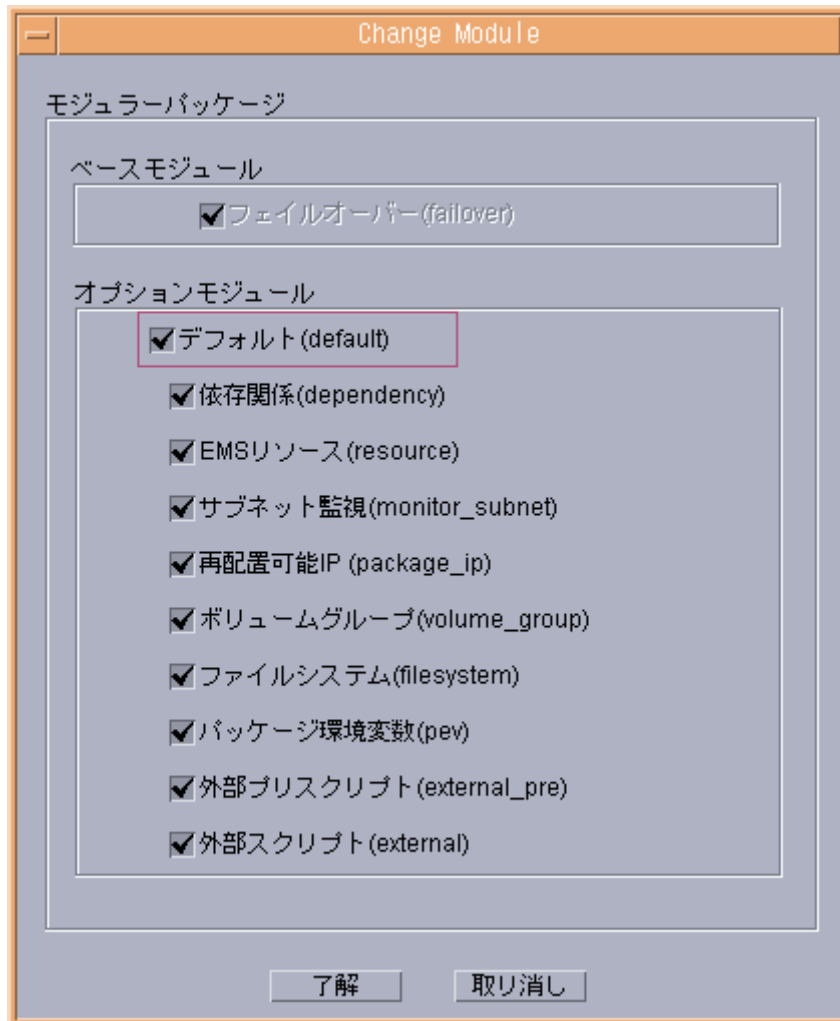 Change Module
モジュラーパッケージ
ベースモジュール
フェイルオーバー(failover)
オプションモジュール
デフォルト(default)
依存関係(dependency)
EMSリソース(resource)
サブネット監視(monitor_subnet)
再配置可能IP (package_ip)
ボリュームグループ(volume_group)
ファイルシステム(filesystem)
パッケージ環境変数(pev)
外部プリスクリプト(external_pre)
外部スクリプト(external)
了解 取り消し